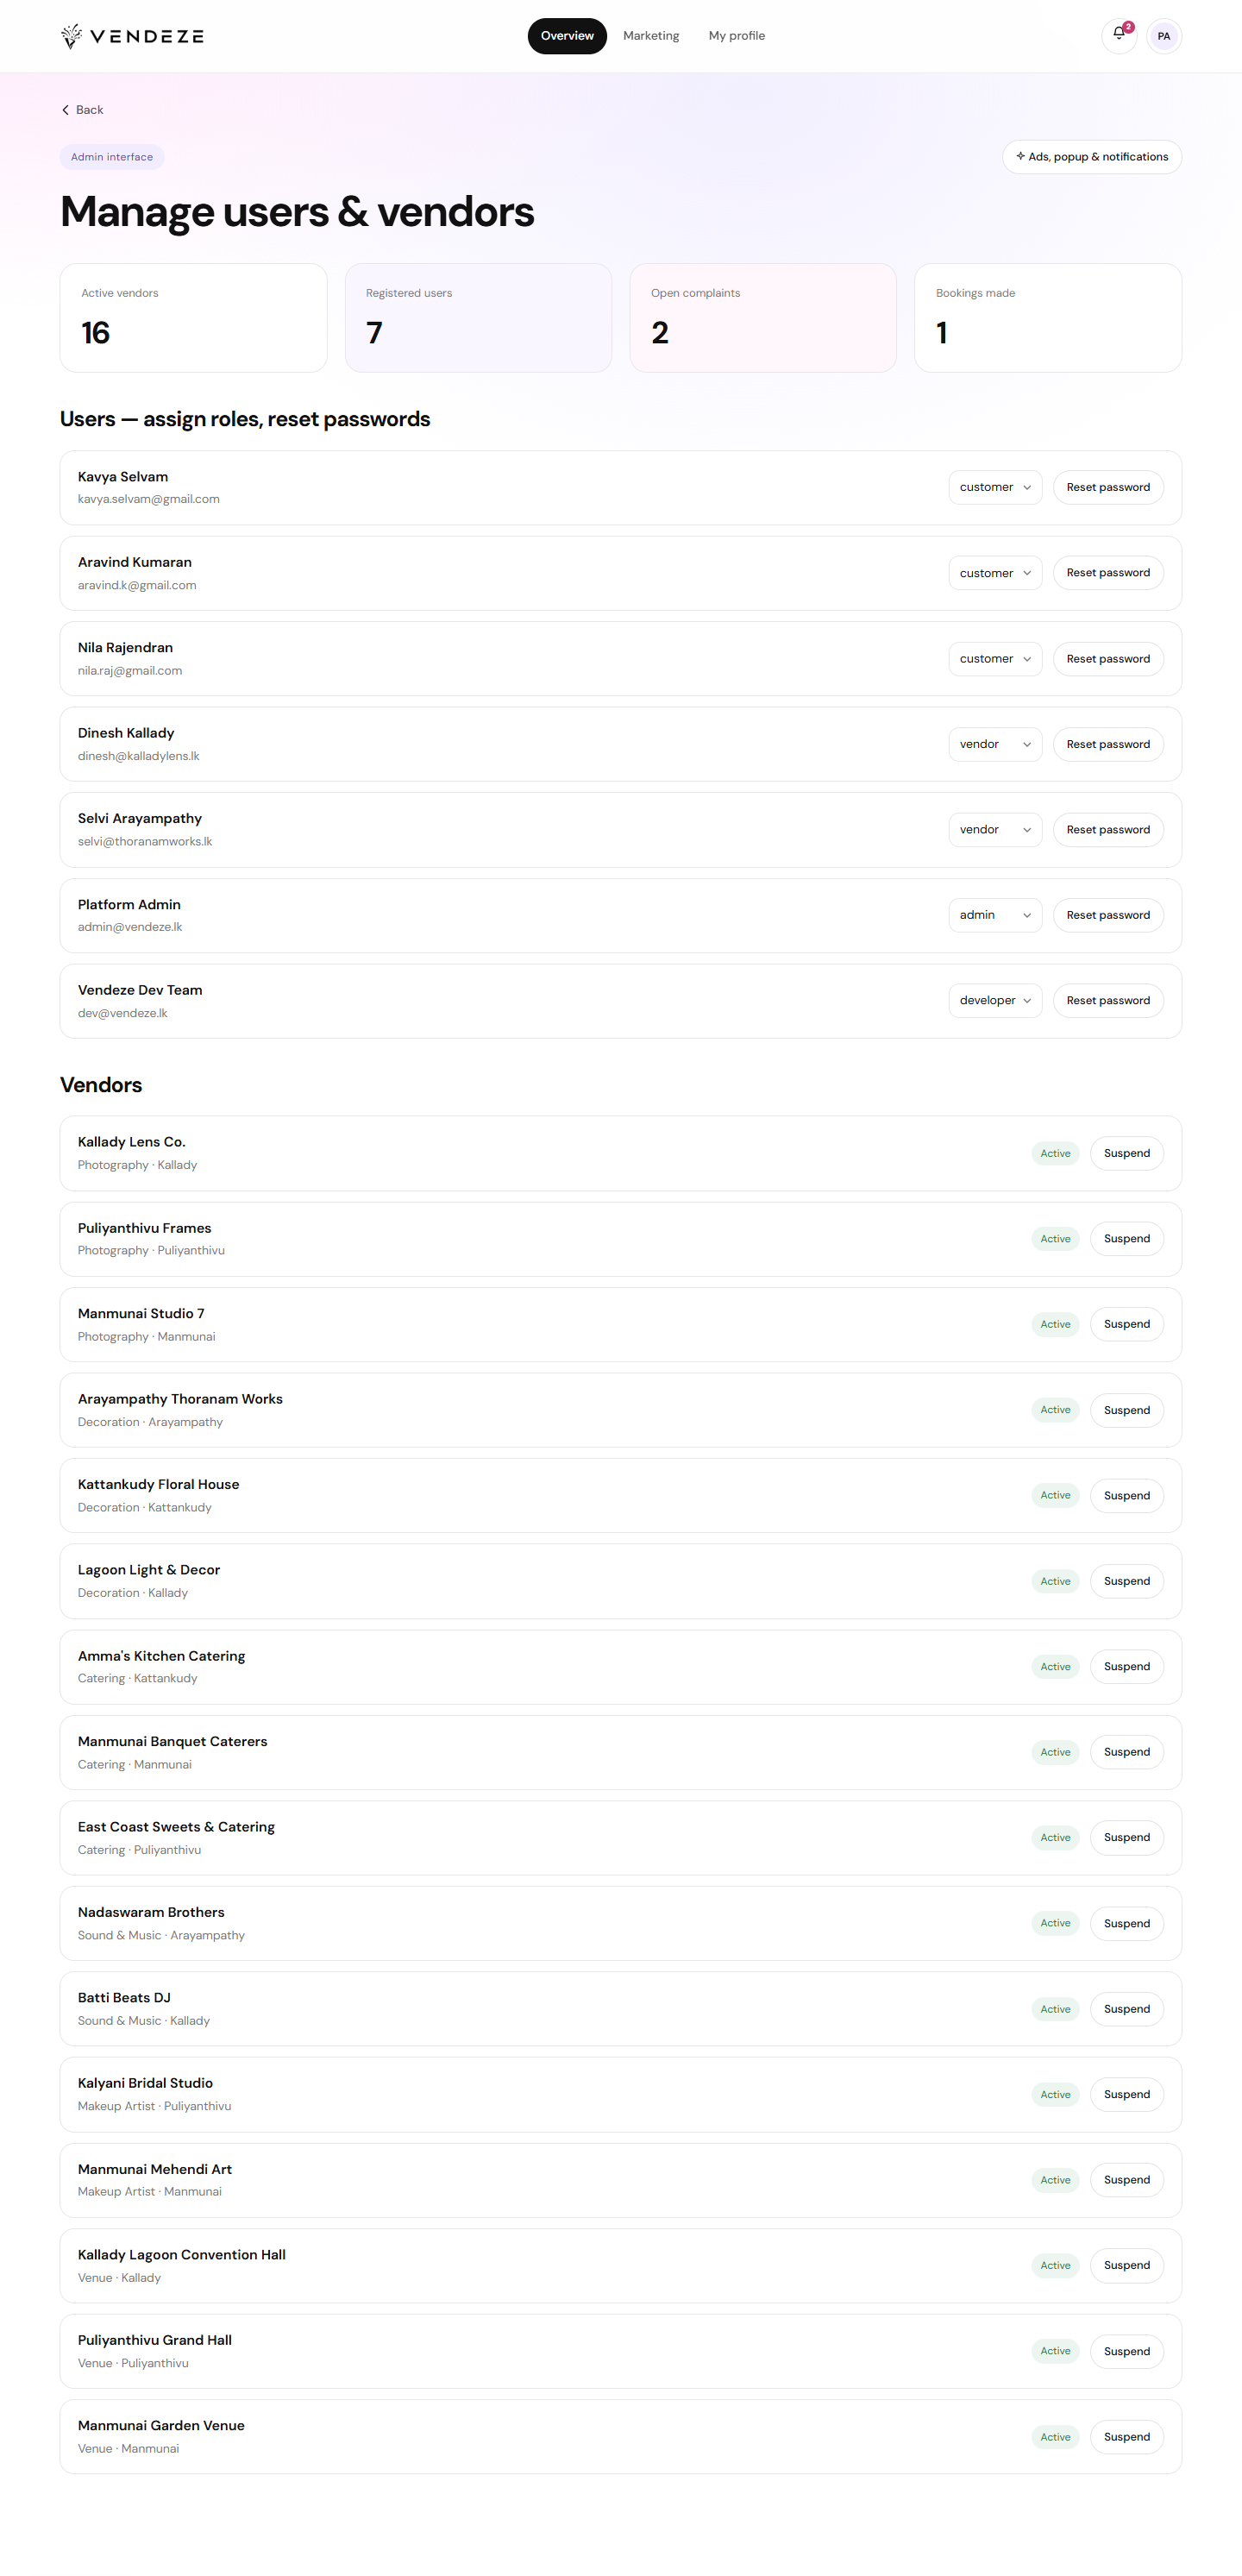 VENDEZE
Overview
Marketing
My profile
2
PA
Back
Admin interface
Ads, popup & notifications
Manage users & vendors
Active vendors
16
Registered users
7
Open complaints
2
Bookings made
1
Users — assign roles, reset passwords
Kavya Selvam
kavya.selvam@gmail.com
customer
Reset password
Aravind Kumaran
aravind.k@gmail.com
customer
Reset password
Nila Rajendran
nila.raj@gmail.com
customer
Reset password
Dinesh Kallady
dinesh@kalladylens.lk
vendor
Reset password
Selvi Arayampathy
selvi@thoranamworks.lk
vendor
Reset password
Platform Admin
admin@vendeze.lk
admin
Reset password
Vendeze Dev Team
dev@vendeze.lk
developer
Reset password
Vendors
Kallady Lens Co.
Photography · Kallady
Active
Suspend
Puliyanthivu Frames
Photography · Puliyanthivu
Active
Suspend
Manmunai Studio 7
Photography · Manmunai
Active
Suspend
Arayampathy Thoranam Works
Decoration · Arayampathy
Active
Suspend
Kattankudy Floral House
Decoration · Kattankudy
Active
Suspend
Lagoon Light & Decor
Decoration · Kallady
Active
Suspend
Amma's Kitchen Catering
Catering · Kattankudy
Active
Suspend
Manmunai Banquet Caterers
Catering · Manmunai
Active
Suspend
East Coast Sweets & Catering
Catering · Puliyanthivu
Active
Suspend
Nadaswaram Brothers
Sound & Music · Arayampathy
Active
Suspend
Batti Beats DJ
Sound & Music · Kallady
Active
Suspend
Kalyani Bridal Studio
Makeup Artist · Puliyanthivu
Active
Suspend
Manmunai Mehendi Art
Makeup Artist · Manmunai
Active
Suspend
Kallady Lagoon Convention Hall
Venue · Kallady
Active
Suspend
Puliyanthivu Grand Hall
Venue · Puliyanthivu
Active
Suspend
Manmunai Garden Venue
Venue · Manmunai
Active
Suspend